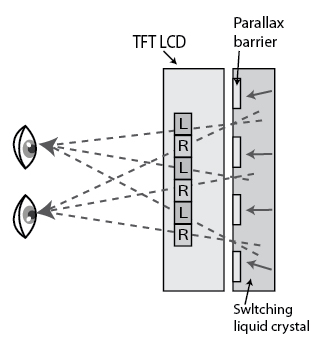 Parallax
barrier
TFT LCD
L
R
L
R
L
R
Swltching
liquid crystal